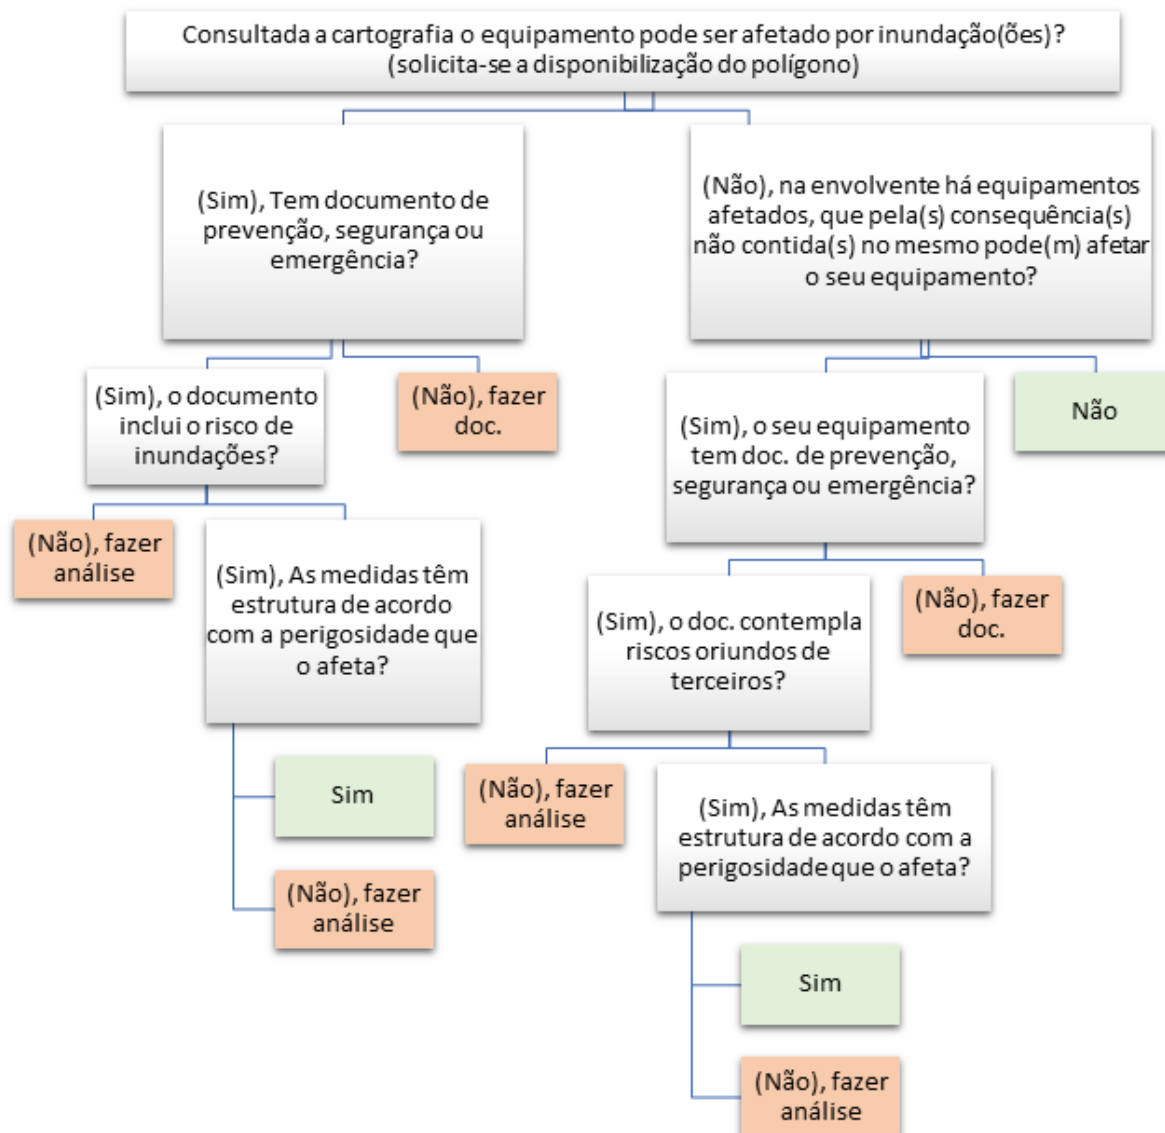 Consultada a cartografia o equipamento pode ser afetado por inundação(ões)?
(solicita-se a disponibilização do polígono)
(Sim), Tem documento de
prevenção, segurança ou
emergência?
(Não), na envolvente há equipamentos
afetados, que pela(s) consequência(s)
não contida(s) no mesmo pode(m) afetar
o seu equipamento?
(Sim), o documento
inclui o risco de
inundações?
(Não), fazer
doc.
(Sim), o seu equipamento
tem doc. de prevenção,
segurança ou emergência?
Não
(Não), fazer
análise
(Sim), As medidas têm
estrutura de acordo
com a perigosidade que
o afeta?
(Sim), o doc. contempla
riscos oriundos de
terceiros?
(Não), fazer
doc.
Sim
(Não), fazer
análise
(Não), fazer
análise
(Sim), As medidas têm
estrutura de acordo com a
perigosidade que o afeta?
Sim
(Não), fazer
análise